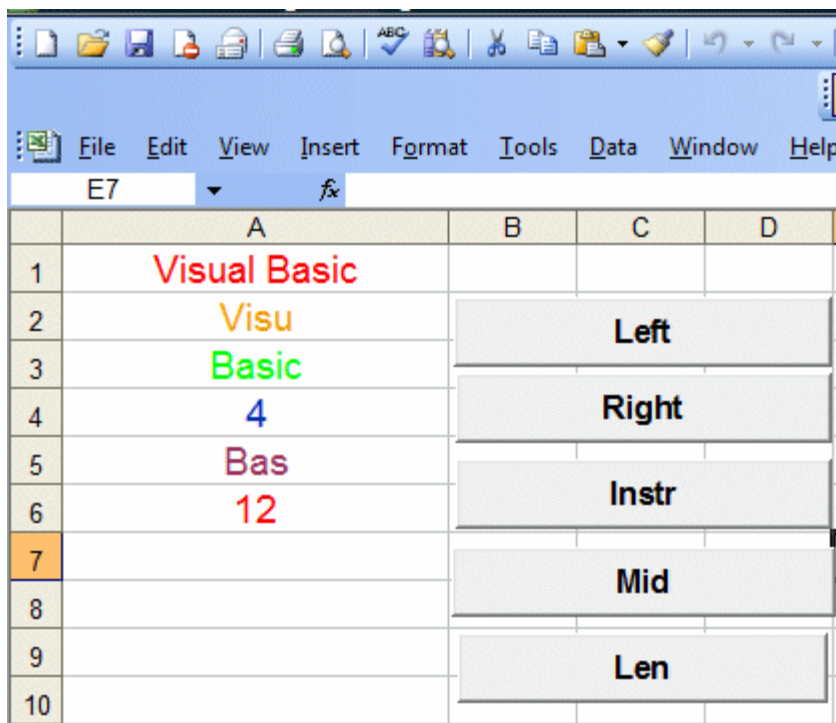 ABC
File Edit View Insert Format Tools Data Window Help
E7 fx
A B C D
1 Visual Basic
2 Visu
Left
3 Basic
4 4
Right
5 Bas
Instr
6 12
7
Mid
8
9
Len
10